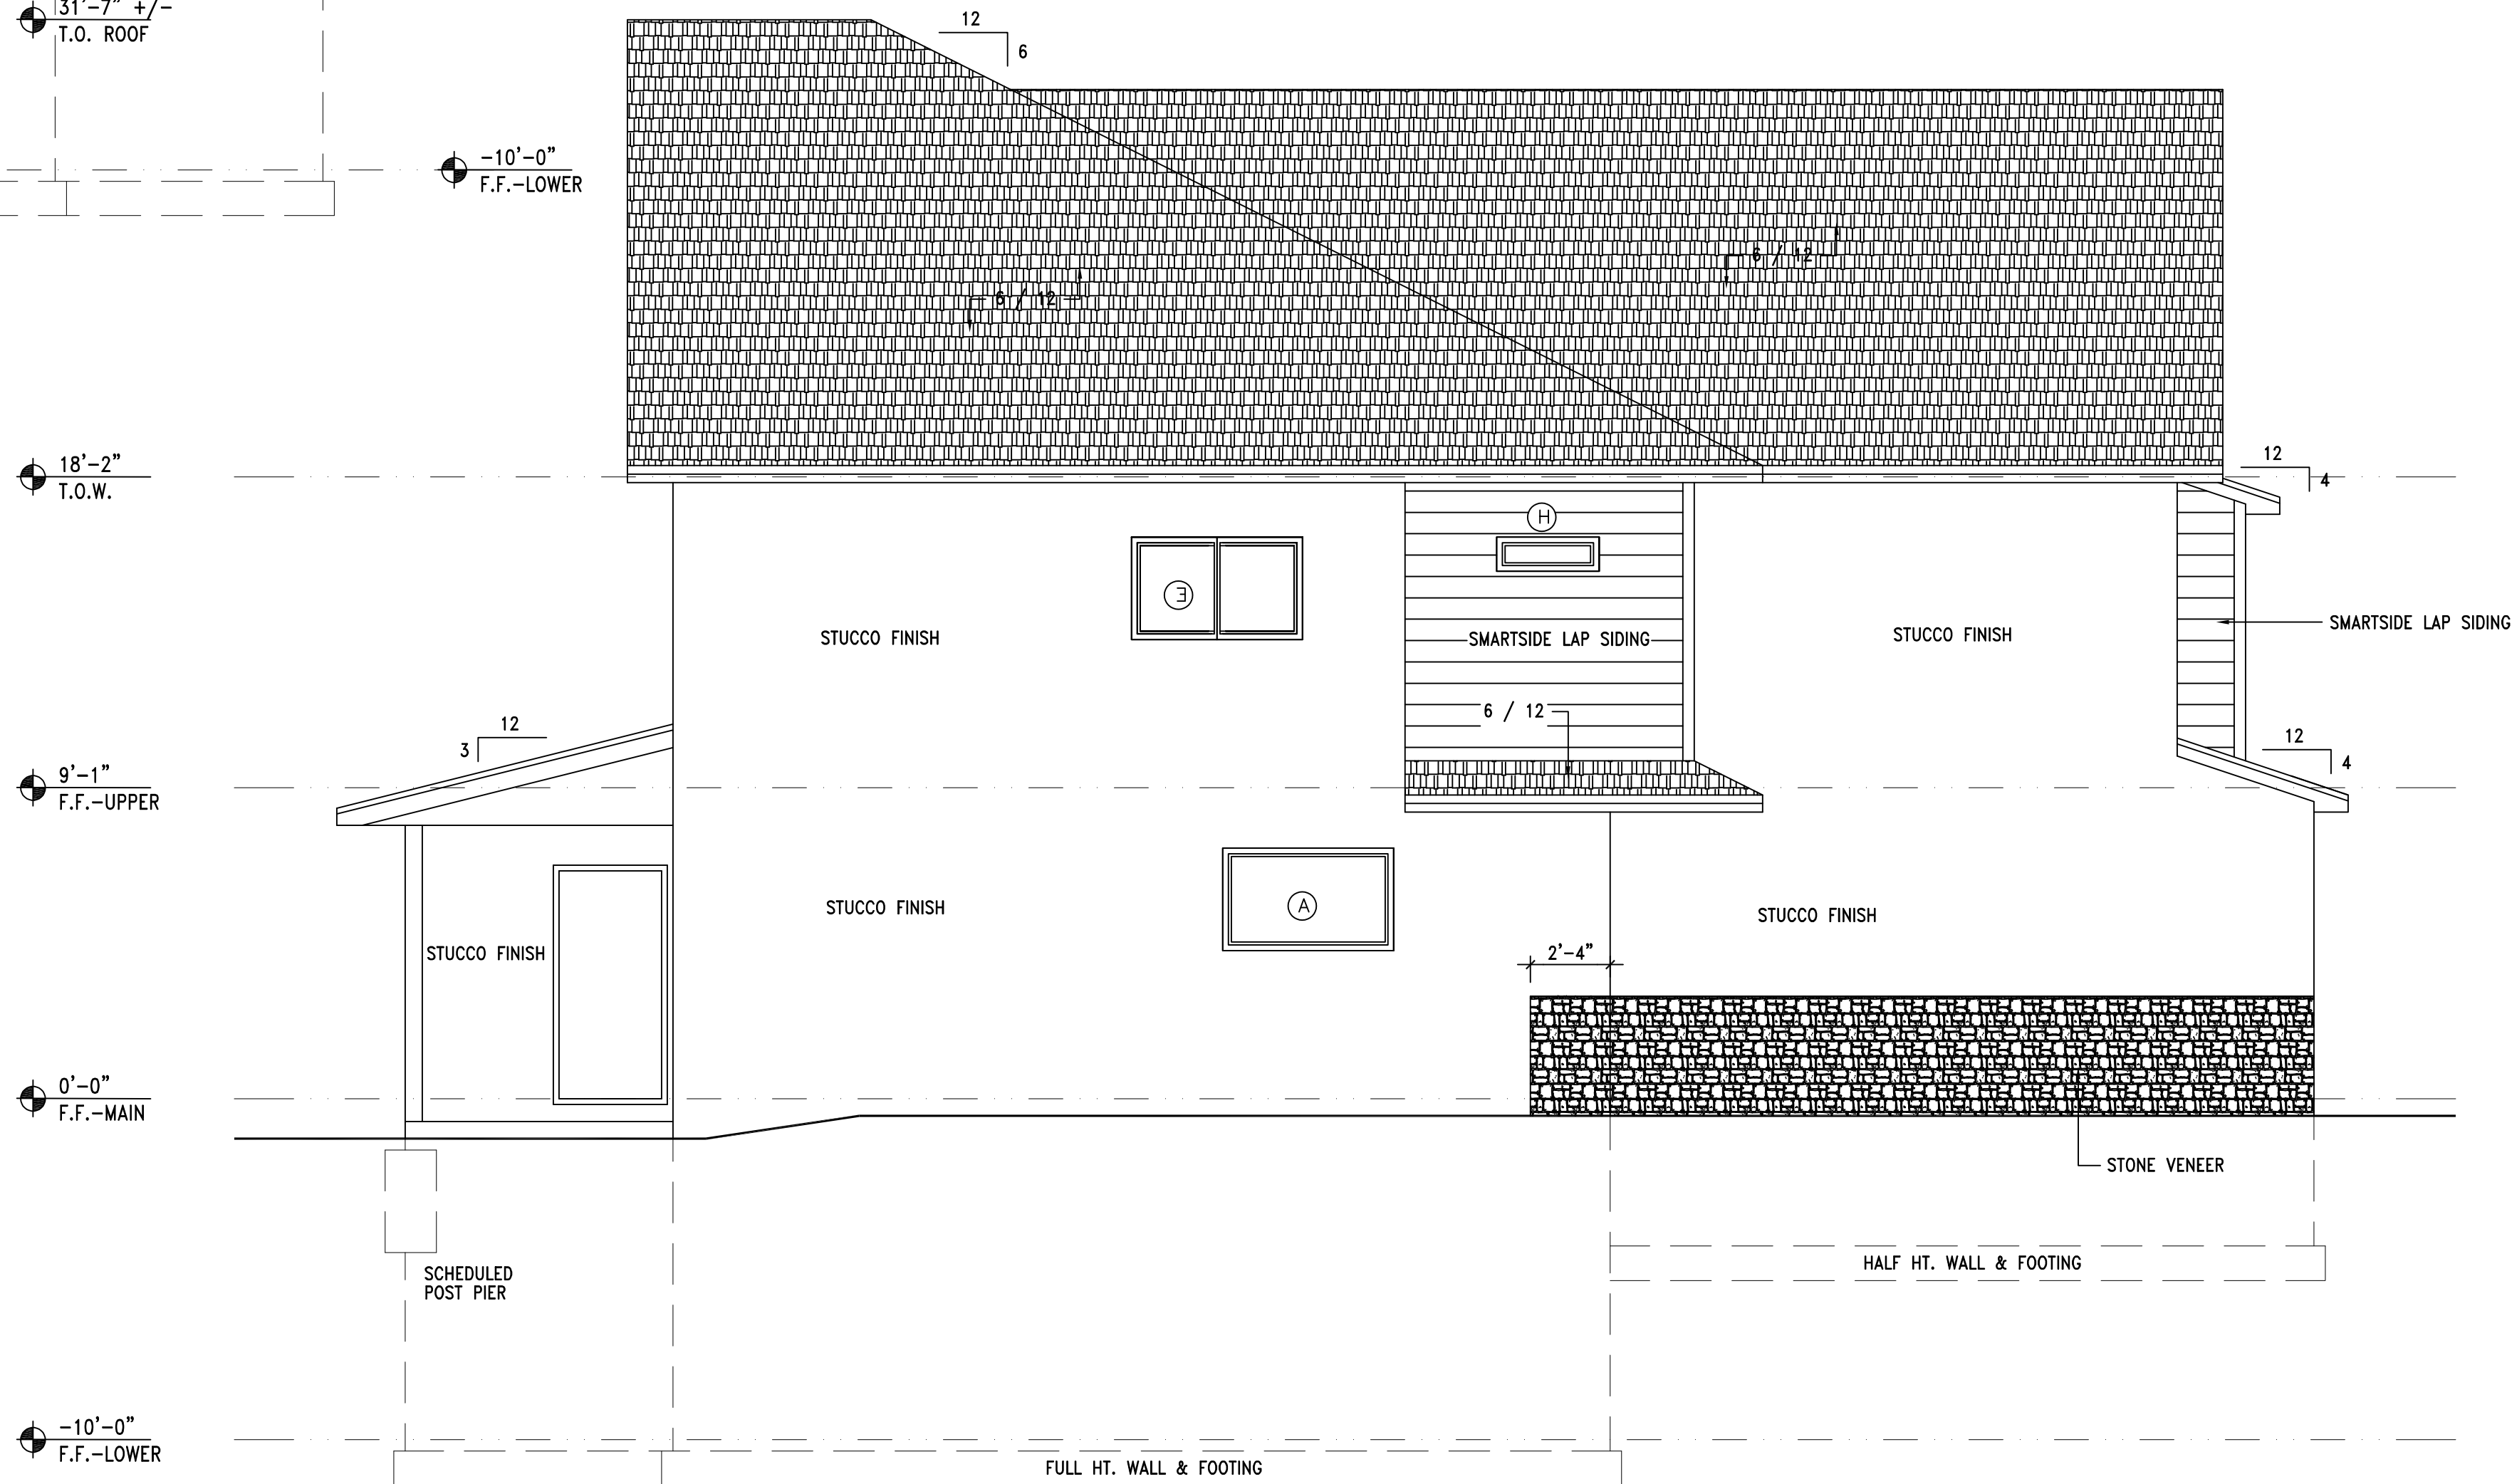 31'-7" +/-
T.O. ROOF
12
6
-10'-0"
F.F.-LOWER
6 / 12
6 / 12
18'-2"
T.O.W.
12
4
H
E
STUCCO FINISH
SMARTSIDE LAP SIDING
STUCCO FINISH
SMARTSIDE LAP SIDING
6 / 12
12
3
12
4
9'-1"
F.F.-UPPER
A
STUCCO FINISH
STUCCO FINISH
STUCCO FINISH
2'-4"
0'-0"
F.F.-MAIN
STONE VENEER
HALF HT. WALL & FOOTING
SCHEDULED
POST PIER
-10'-0"
F.F.-LOWER
FULL HT. WALL & FOOTING